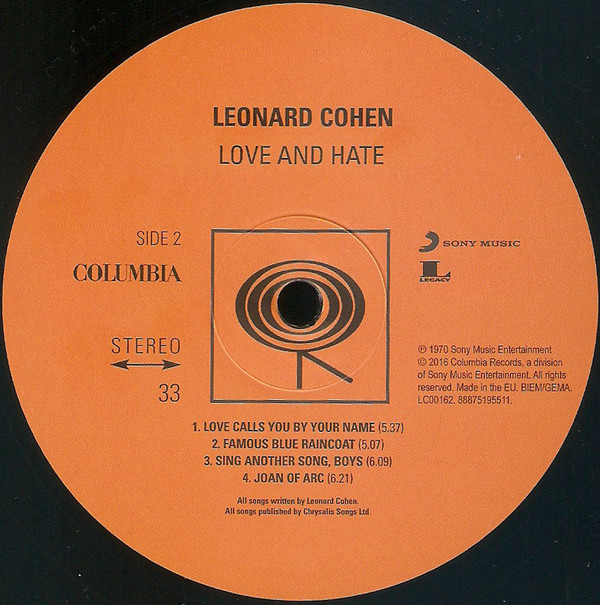 LEONARD COHEN
LOVE AND HATE
SIDE 2
COLUMBIA
STEREO
33
SONY MUSIC
L
LEGACY
℗ 1970 Sony Music Entertainment
© 2016 Columbia Records, a division
of Sony Music Entertainment. All rights
reserved. Made in the EU. BIEM/GEMA.
LC00162. 88875195511.
1. LOVE CALLS YOU BY YOUR NAME (5.37)
2. FAMOUS BLUE RAINCOAT (5.07)
3. SING ANOTHER SONG, BOYS (6.09)
4. JOAN OF ARC (6.21)
All songs written by Leonard Cohen.
All songs published by Chrysalis Songs Ltd.